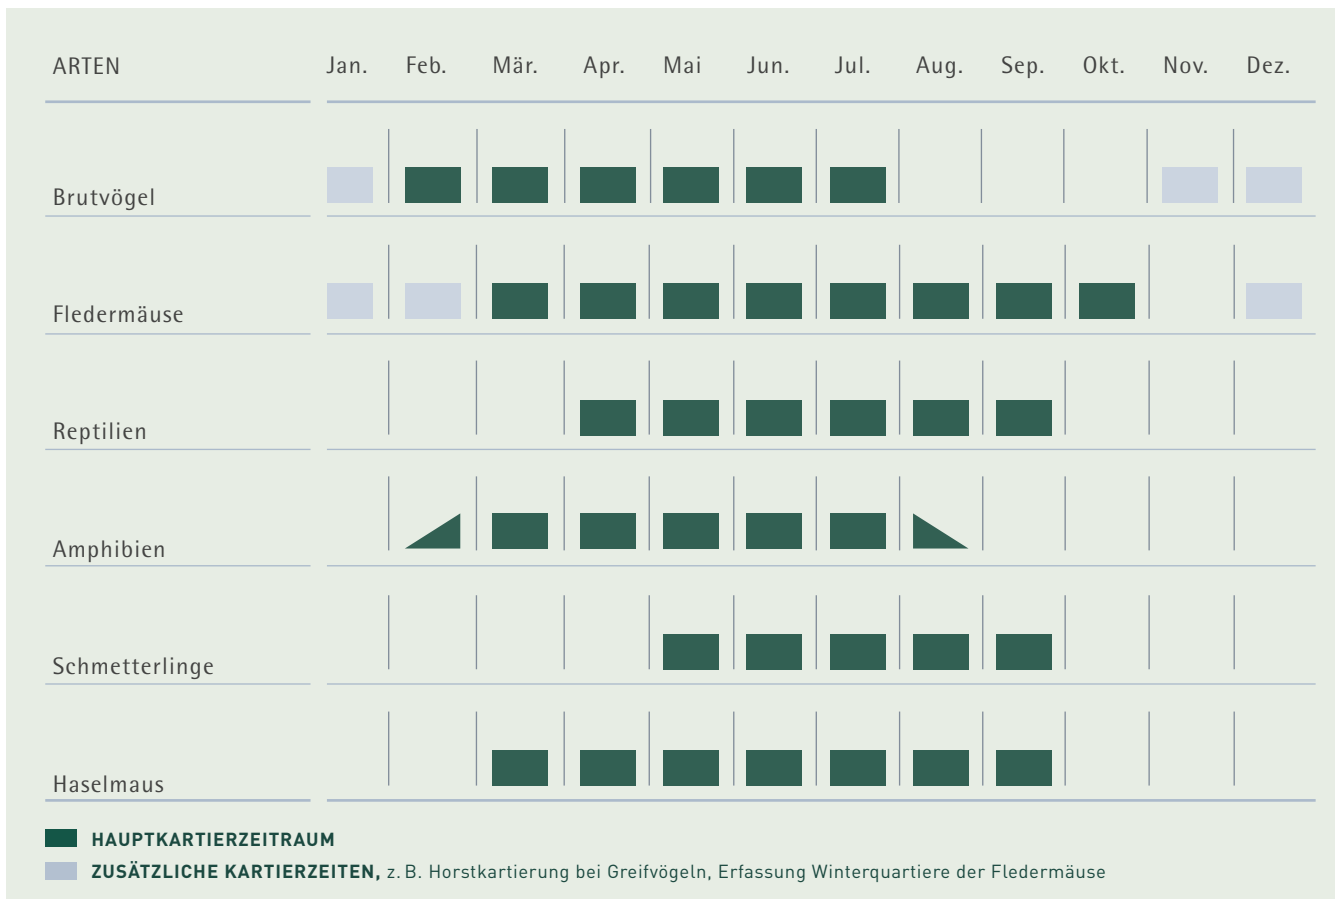 ARTEN Jan. Feb. Mär. Apr. Mai Jun. Jul. Aug. Sep. Okt. Nov. Dez.
Brutvögel
Fledermäuse
Reptilien
Amphibien
Schmetterlinge
Haselmaus
HAUPTKARTIERZEITRAUM
ZUSÄTZLICHE KARTIERZEITEN, z. B. Horstkartierung bei Greifvögeln, Erfassung Winterquartiere der Fledermäuse